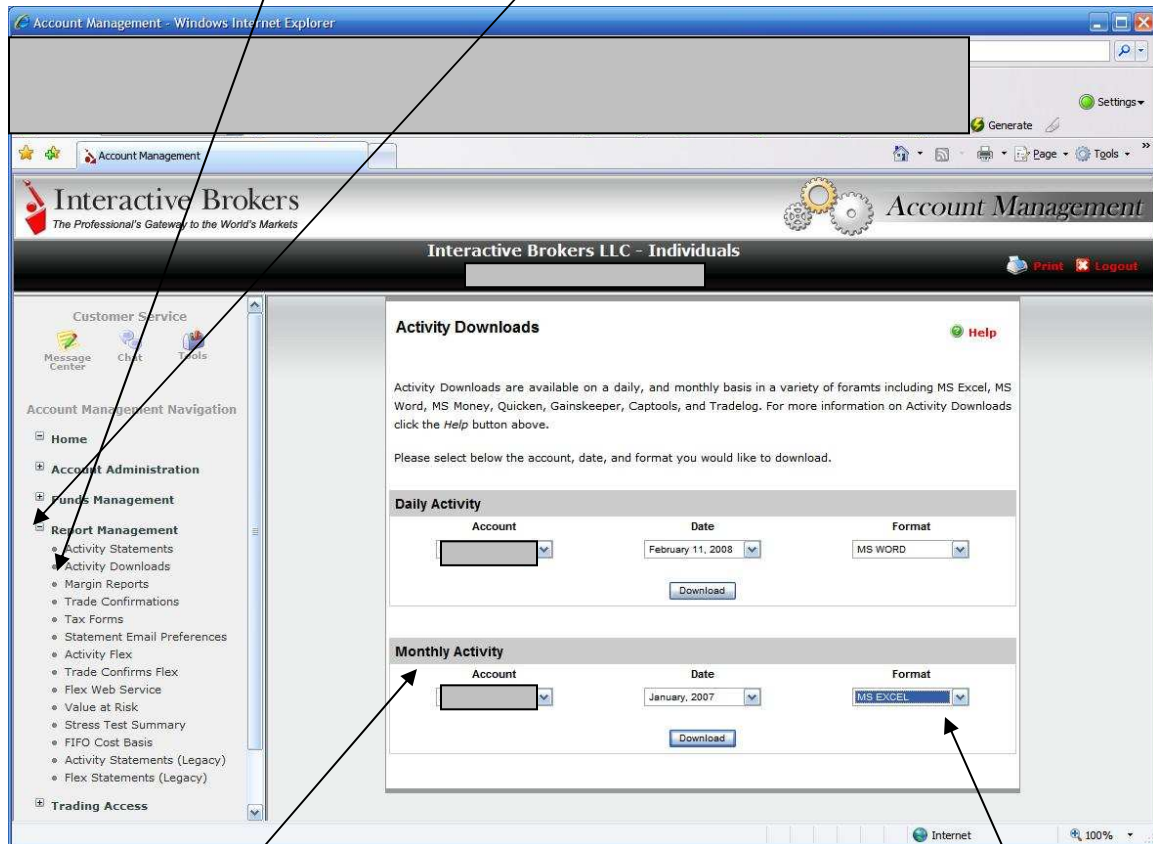 Account Management - Windows Internet Explorer
Settings
Generate
Account Management
Page Tools »
Interactive Brokers
The Professional's Gateway to the World's Markets
Account Management
Interactive Brokers LLC - Individuals
Print Logout
Customer Service
Message Center
Chat
Tools
Account Management Navigation
Home
Account Administration
Funds Management
Report Management
Activity Statements
Activity Downloads
Margin Reports
Trade Confirmations
Tax Forms
Statement Email Preferences
Activity Flex
Trade Confirms Flex
Flex Web Service
Value at Risk
Stress Test Summary
FIFO Cost Basis
Activity Statements (Legacy)
Flex Statements (Legacy)
Trading Access
Activity Downloads
Help
Activity Downloads are available on a daily, and monthly basis in a variety of foramts including MS Excel, MS
Word, MS Money, Quicken, Gainskeeper, Captools, and Tradelog. For more information on Activity Downloads
click the Help button above.
Please select below the account, date, and format you would like to download.
Daily Activity
Account Date Format
February 11, 2008 MS WORD
Download
Monthly Activity
Account Date Format
January, 2007 MS EXCEL
Download
Internet 100%